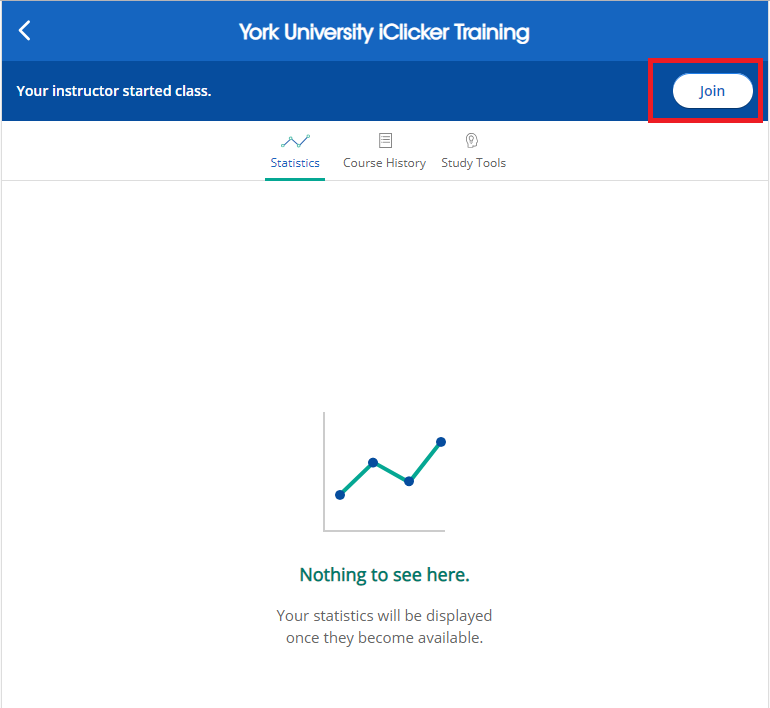 York University iClicker Training
Your instructor started class.
Join
Statistics
Course History
Study Tools
Nothing to see here.
Your statistics will be displayed
once they become available.